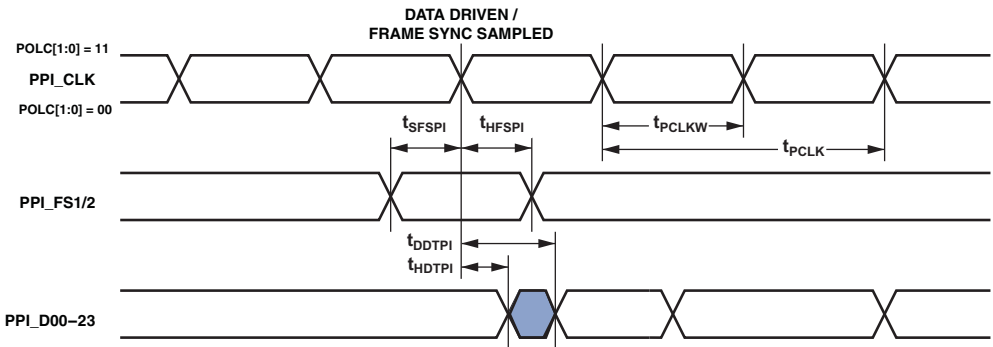 DATA DRIVEN /
FRAME SYNC SAMPLED
POLC[1:0] = 11
PPI_CLK
POLC[1:0] = 00
tSFSPI
tHFSPI
tPCLKW
tPCLK
PPI_FS1/2
tDDTPI
tHDTPI
PPI_D00–23